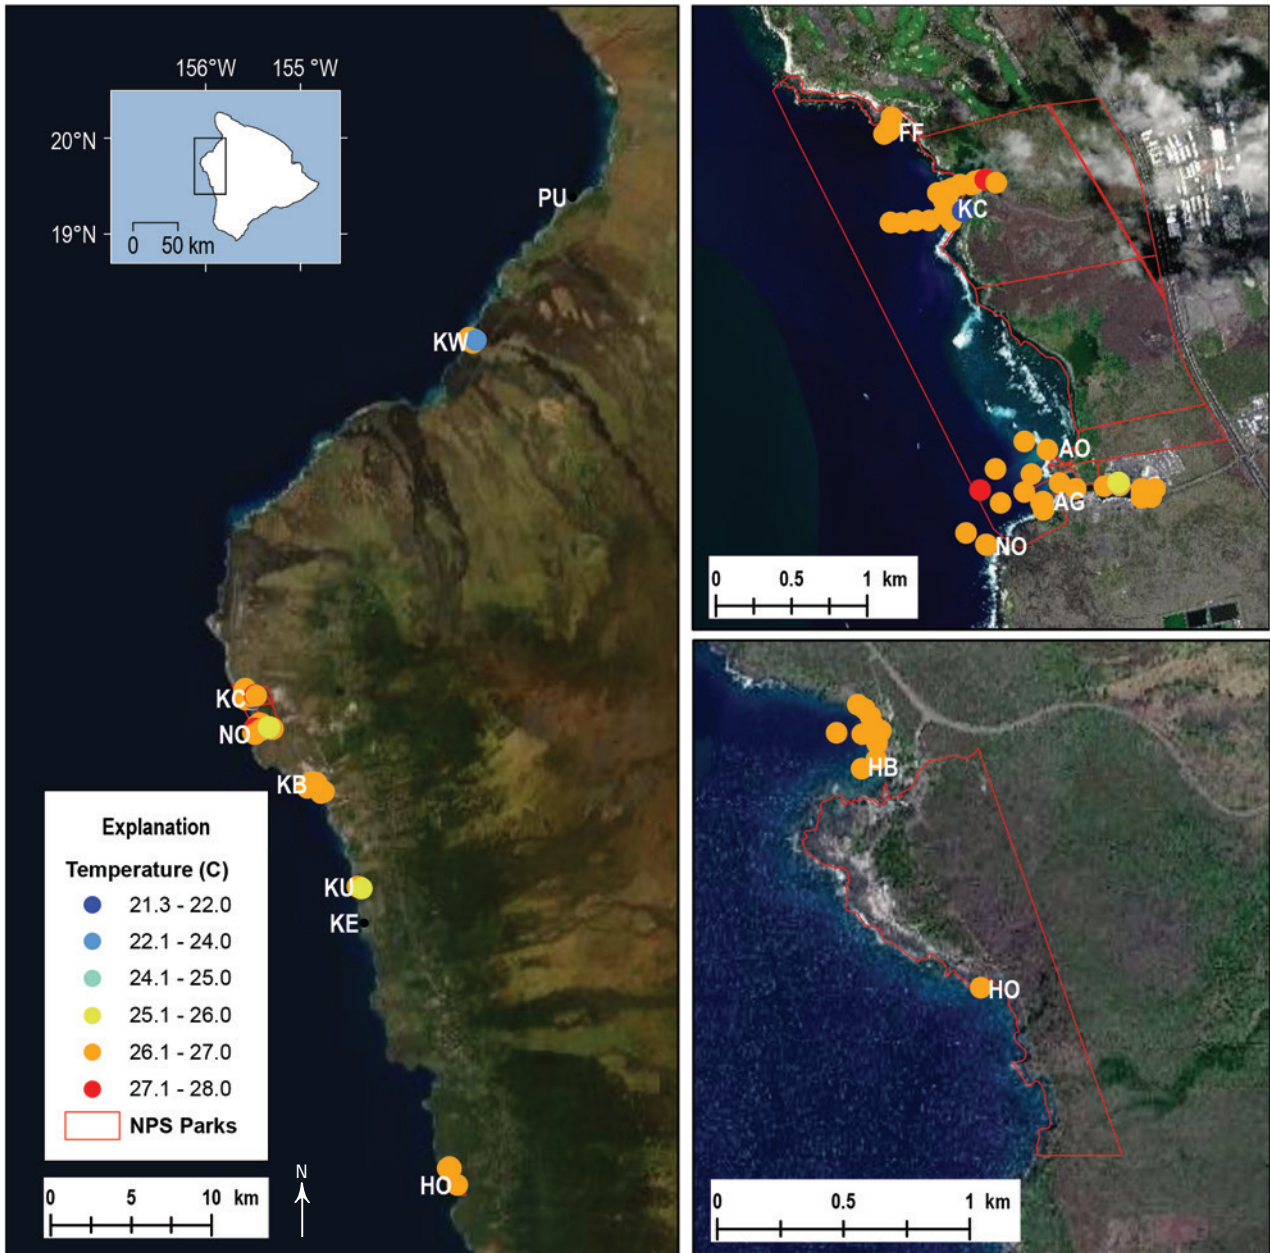 156°W 155 °W
20°N
19°N
0 50 km
PU
KW
KC
NO
KB
KU
KE
HO
Explanation
Temperature (C)
21.3 - 22.0
22.1 - 24.0
24.1 - 25.0
25.1 - 26.0
26.1 - 27.0
27.1 - 28.0
NPS Parks
0 5 10 km
N
FF
KC
AO
AG
NO
0 0.5 1 km
HB
HO
0 0.5 1 km